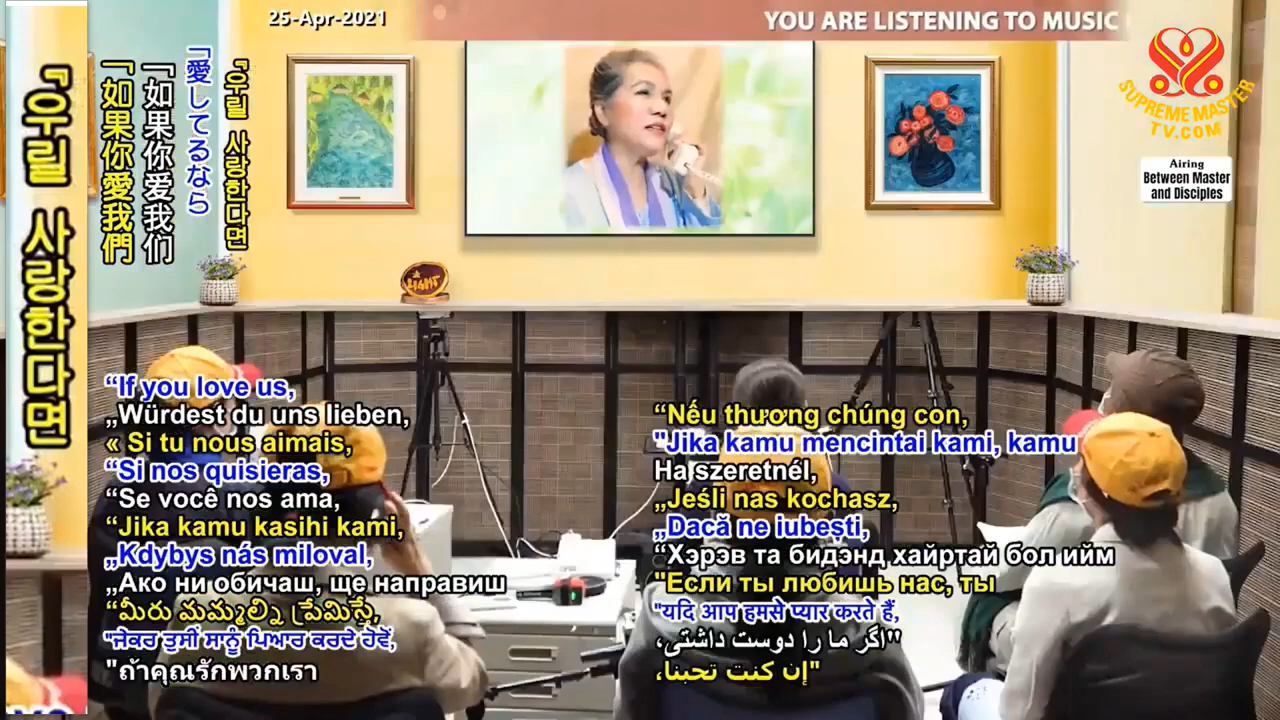 25-Apr-2021
YOU ARE LISTENING TO MUSIC
SUPREME MASTER
TV.COM
Airing
Between Master
and Disciples
『우릴 사랑한다면
「如果你愛我們
「如果你爱我们
「愛してるなら
『우릴 사랑한다면
“If you love us,
„Würdest du uns lieben,
« Si tu nous aimais,
“Si nos quisieras,
“Se você nos ama,
“Jika kamu kasihi kami,
„Kdybys nás miloval,
„Ако ни обичаш, ще направиш
“మీరు మమ్మల్ని ప్రేమిస్తే,
"ਜੇਕਰ ਤੁਸੀਂ ਸਾਨੂੰ ਪਿਆਰ ਕਰਦੇ ਹੋਵੋਂ,
"ถ้าคุณรักพวกเรา
“Nếu thương chúng con,
"Jika kamu mencintai kami, kamu
Ha szeretnél,
„Jeśli nas kochasz,
„Dacă ne iubești,
“Хэрэв та бидэнд хайртай бол ийм
"Если ты любишь нас, ты
"यदि आप हमसे प्यार करते हैं,
"اگر ما را دوست داشتی،
"إن كنت تحبنا،